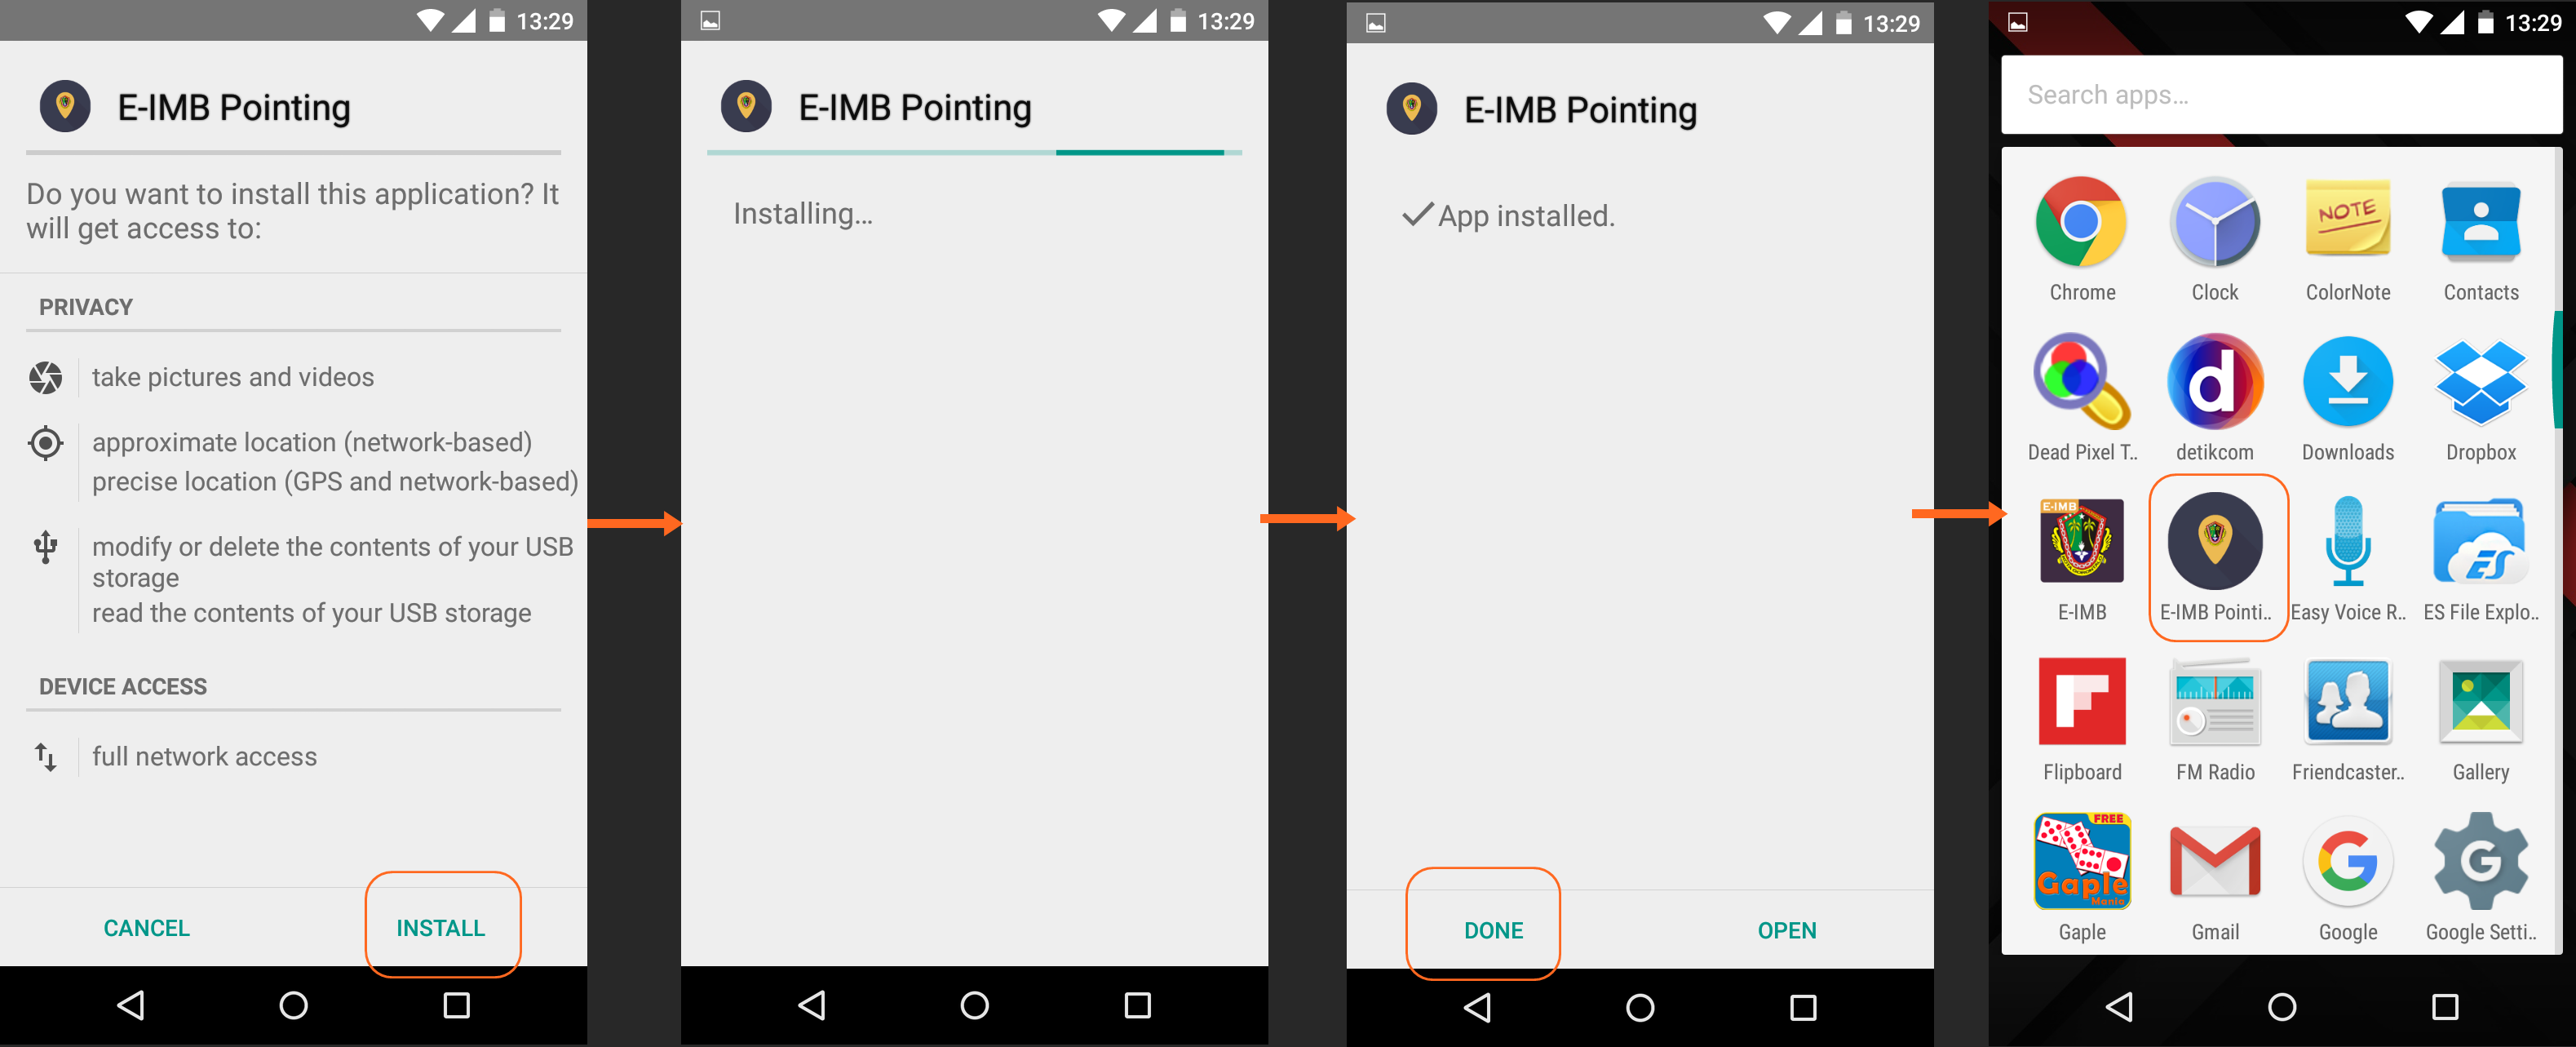 13:29
E-IMB Pointing
Do you want to install this application? It
will get access to:
PRIVACY
take pictures and videos
approximate location (network-based)
precise location (GPS and network-based)
modify or delete the contents of your USB
storage
read the contents of your USB storage
DEVICE ACCESS
full network access
CANCEL INSTALL
13:29
E-IMB Pointing
Installing...
13:29
E-IMB Pointing
App installed.
DONE OPEN
13:29
Search apps...
NOTE
Chrome Clock ColorNote Contacts
d
Dead Pixel T.. detikcom Downloads Dropbox
E-IMB
ES
E-IMB E-IMB Pointi.. Easy Voice R.. ES File Explo..
Flipboard FM Radio Friendcaster.. Gallery
FREE
Gaple
Mania
G G
Gaple Gmail Google Google Setti..